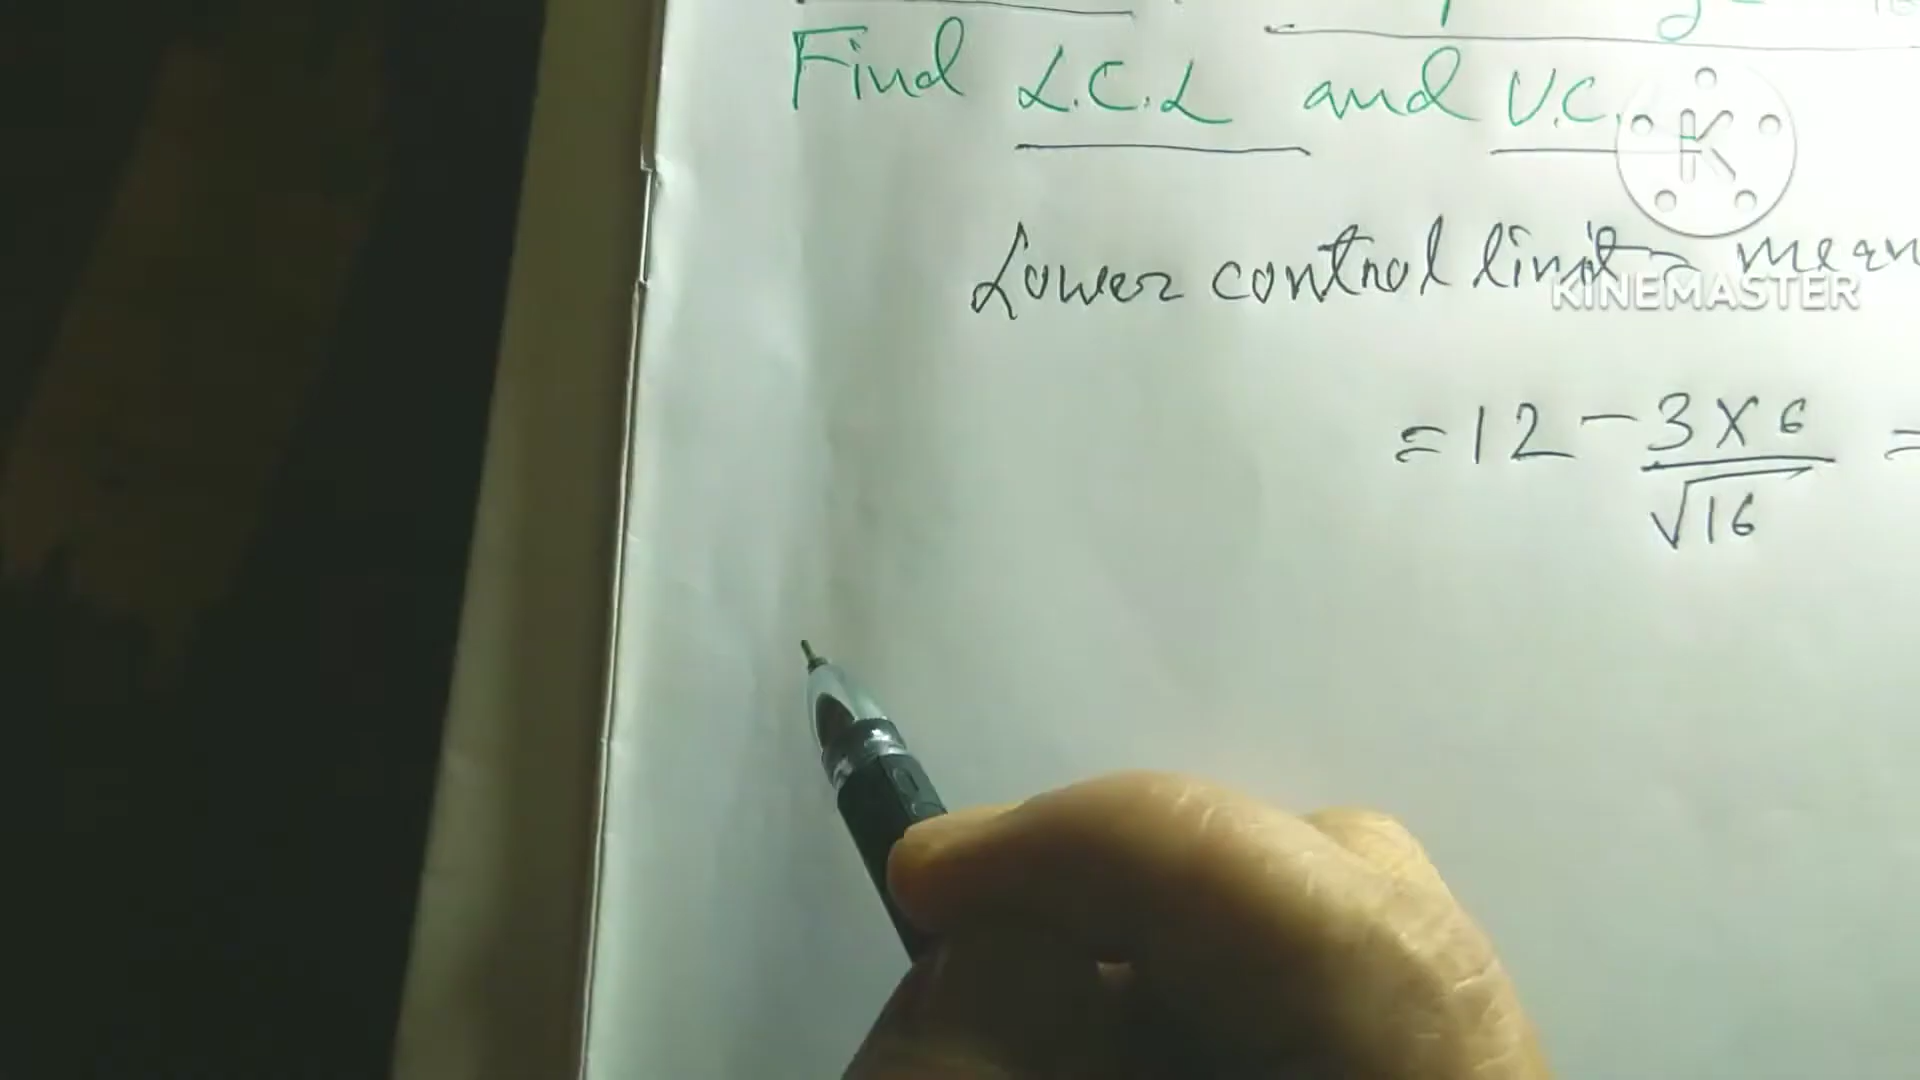 Find L.C.L and U.C.
Lower control limit = mean
= 12 - 3 X 6 / √16 =
K
KINEMASTER